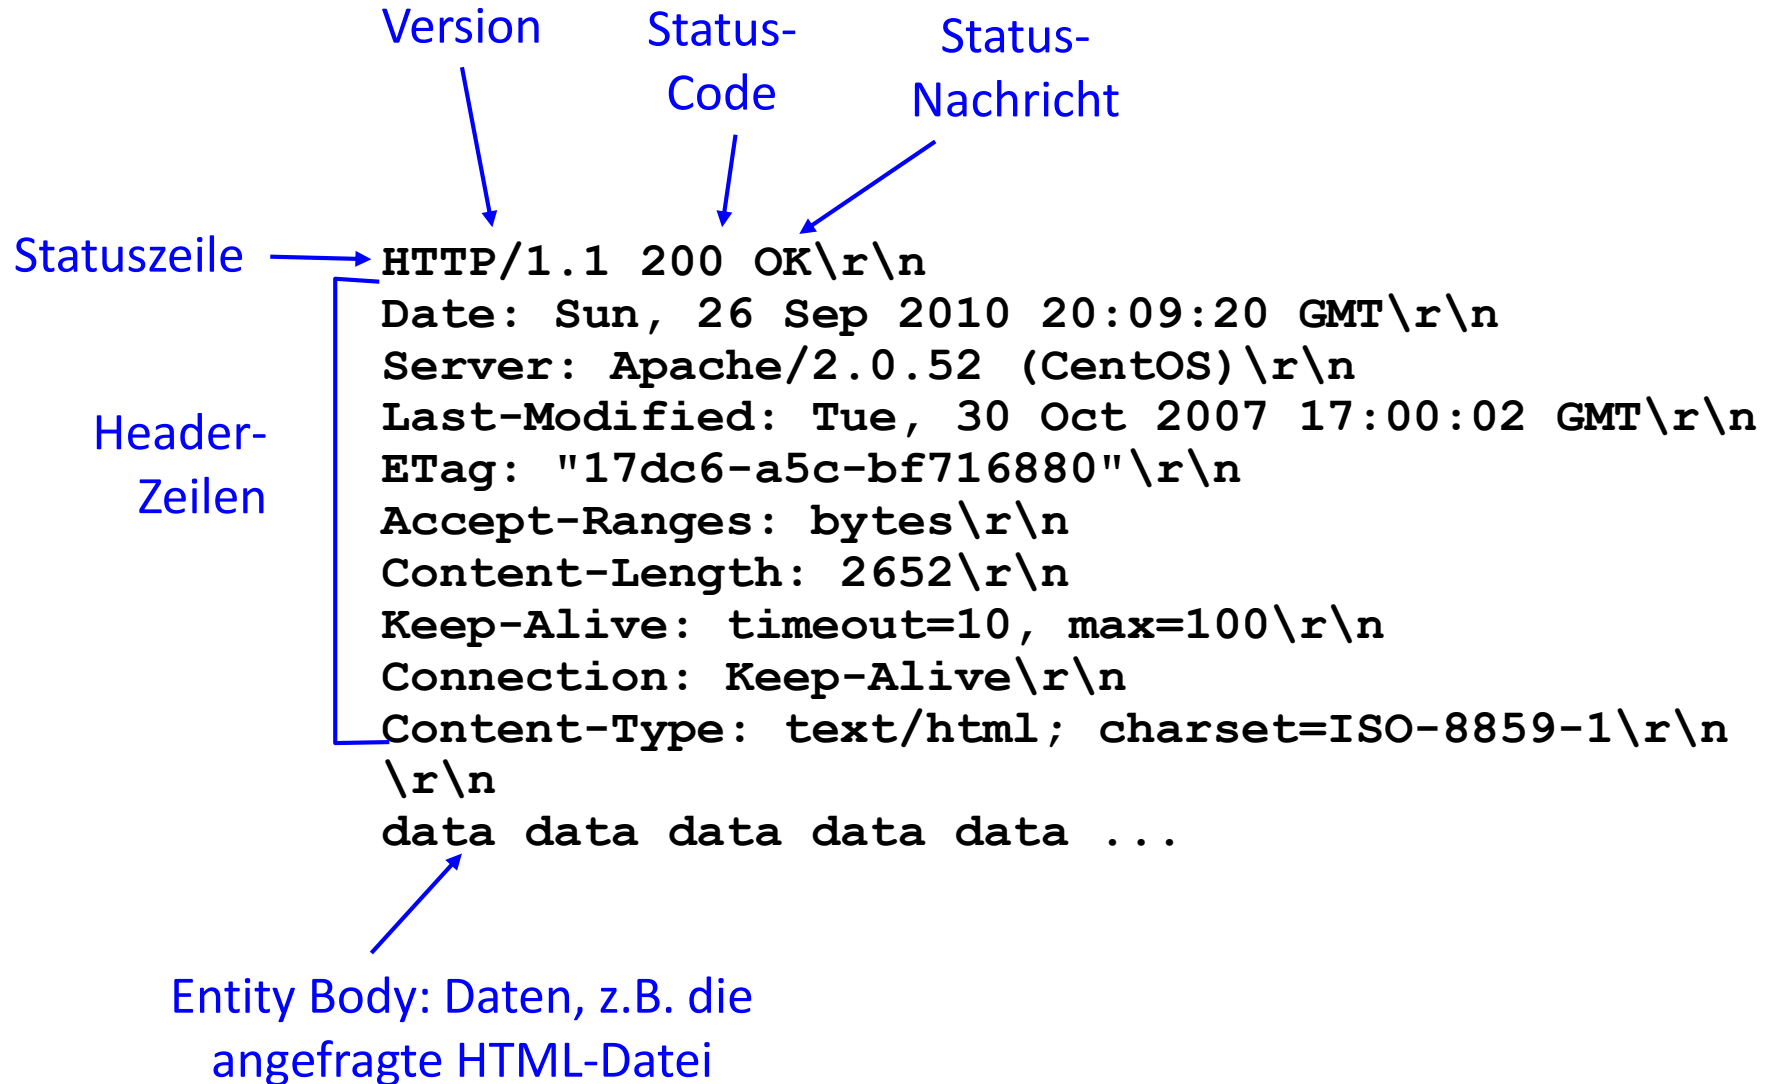 Version
Status-
Code
Status-
Nachricht
Statuszeile
HTTP/1.1 200 OK\r\n
Date: Sun, 26 Sep 2010 20:09:20 GMT\r\n
Server: Apache/2.0.52 (CentOS)\r\n
Last-Modified: Tue, 30 Oct 2007 17:00:02 GMT\r\n
ETag: "17dc6-a5c-bf716880"\r\n
Accept-Ranges: bytes\r\n
Content-Length: 2652\r\n
Keep-Alive: timeout=10, max=100\r\n
Connection: Keep-Alive\r\n
Content-Type: text/html; charset=ISO-8859-1\r\n
\r\n
data data data data data ...
Header-
Zeilen
Entity Body: Daten, z.B. die
angefragte HTML-Datei